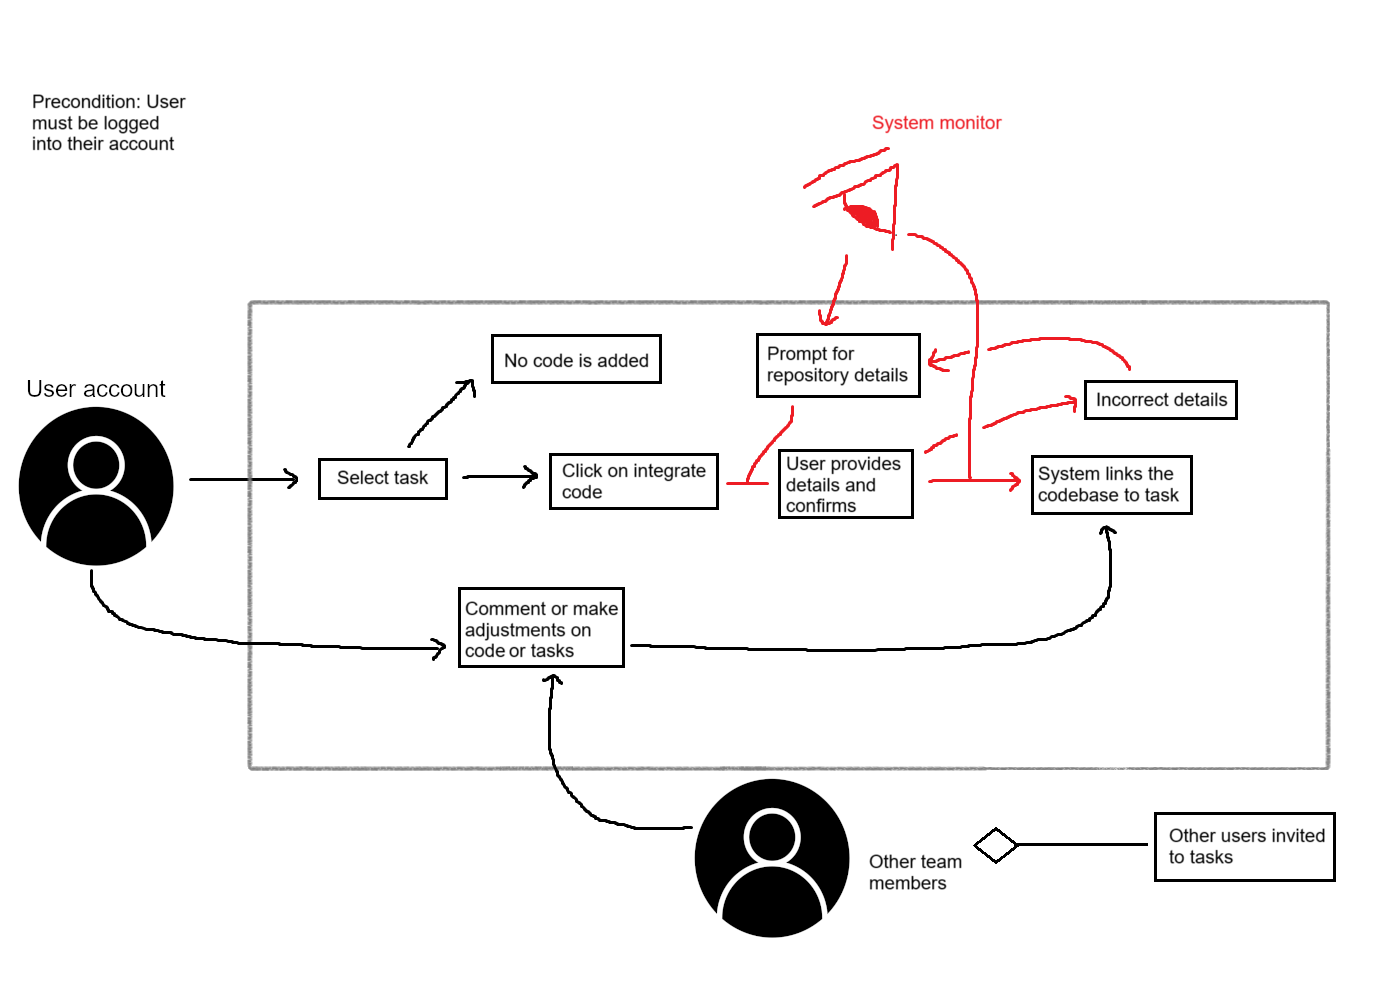 Precondition: User
must be logged
into their account
System monitor
No code is added
Prompt for
repository details
User account
Incorrect details
Select task
Click on integrate
code
User provides
details and
confirms
System links the
codebase to task
Comment or make
adjustments on
code or tasks
Other team
members
Other users invited
to tasks